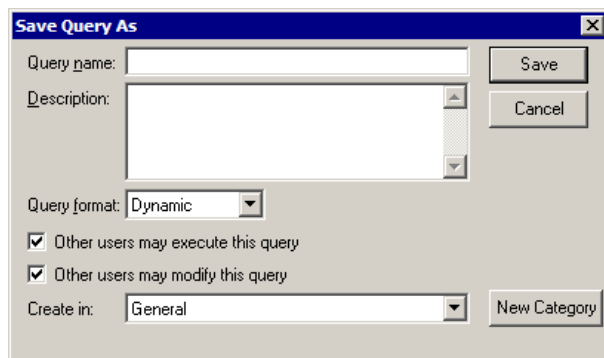 Save Query As
Query name:
Save
Description:
Cancel
Query format: Dynamic
Other users may execute this query
Other users may modify this query
Create in: General
New Category